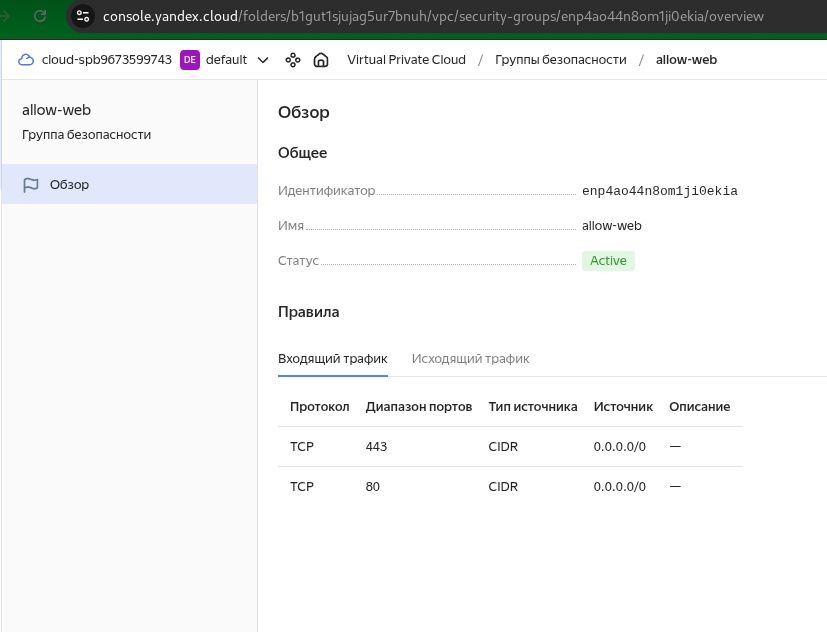 console.yandex.cloud/folders/b1gut1sjujag5ur7bnuh/vpc/security-groups/enp4ao44n8om1ji0ekia/overview
cloud-spb9673599743 DE default Virtual Private Cloud / Группы безопасности / allow-web
allow-web
Группа безопасности
Обзор
Обзор
Общее
Идентификатор enp4ao44n8om1ji0ekia
Имя allow-web
Статус Active
Правила
Входящий трафик Исходящий трафик
Протокол Диапазон портов Тип источника Источник Описание
TCP 443 CIDR 0.0.0.0/0 —
TCP 80 CIDR 0.0.0.0/0 —